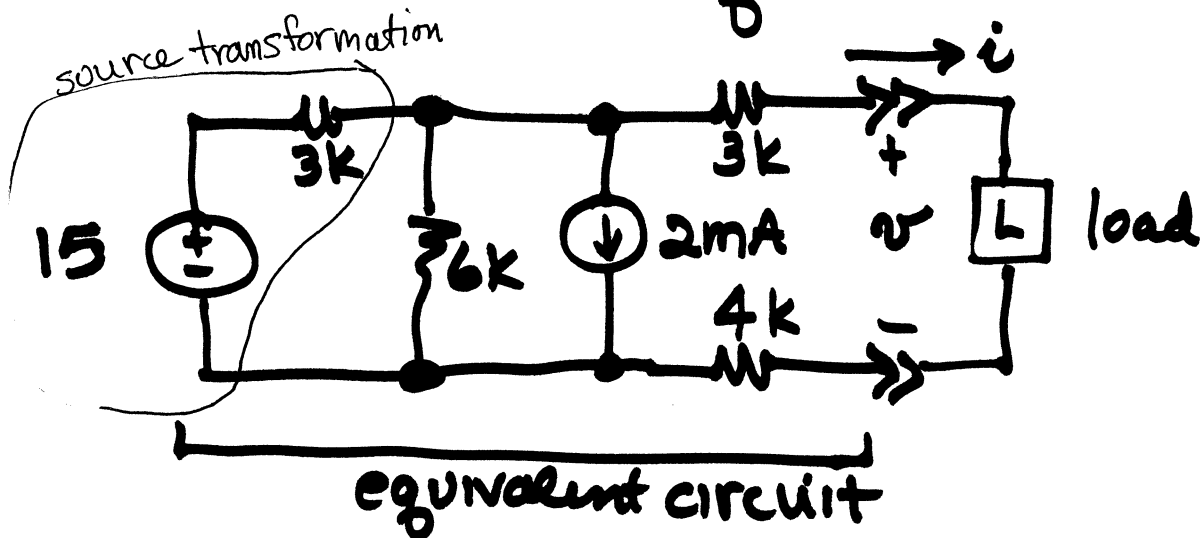 source transformation
i
3k
3k
+
15
+
-
6k
2mA
v
L
load
4k
-
equivalent circuit